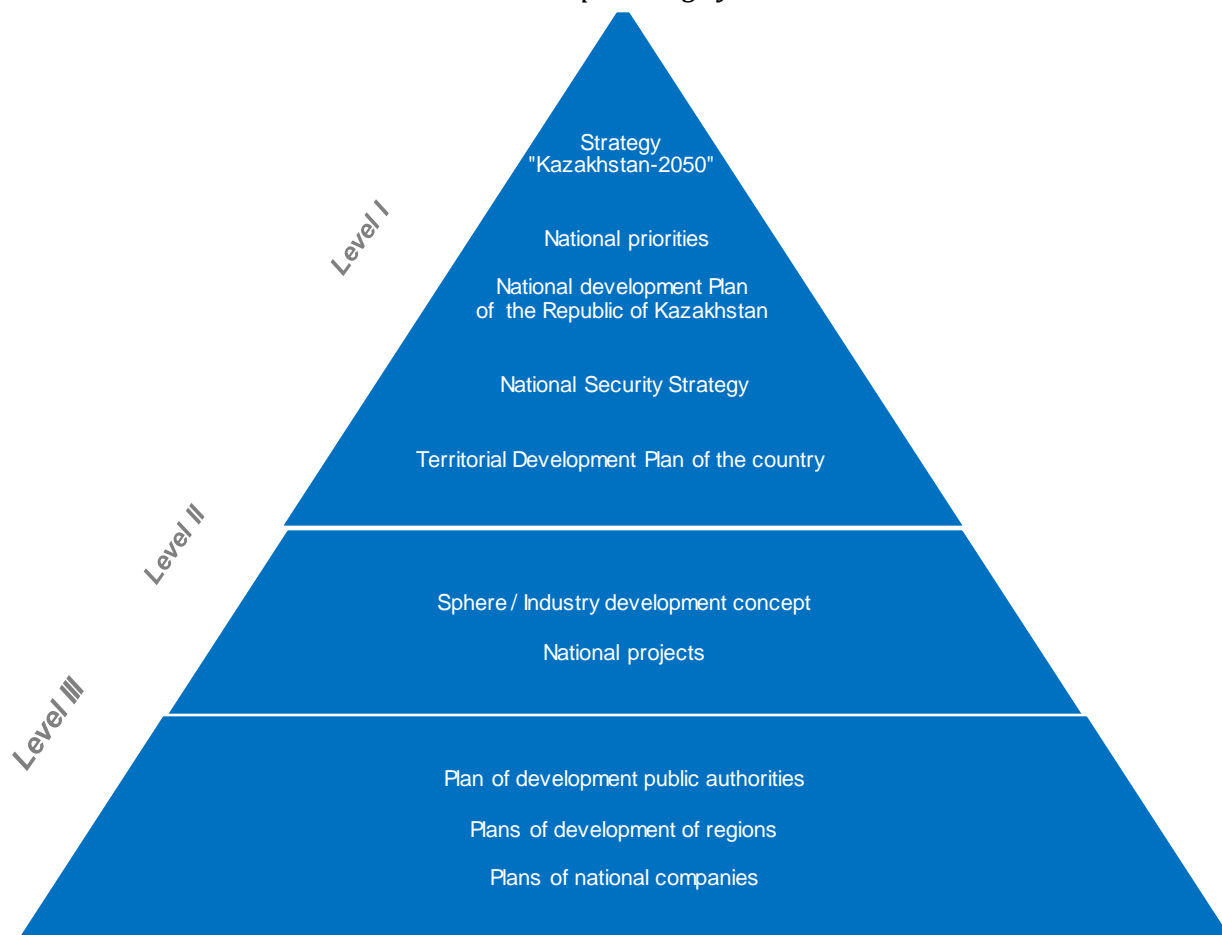 Strategy
"Kazakhstan-2050"
Level I
National priorities
National development Plan
of the Republic of Kazakhstan
National Security Strategy
Territorial Development Plan of the country
Level II
Sphere / Industry development concept
National projects
Level III
Plan of development public authorities
Plans of development of regions
Plans of national companies